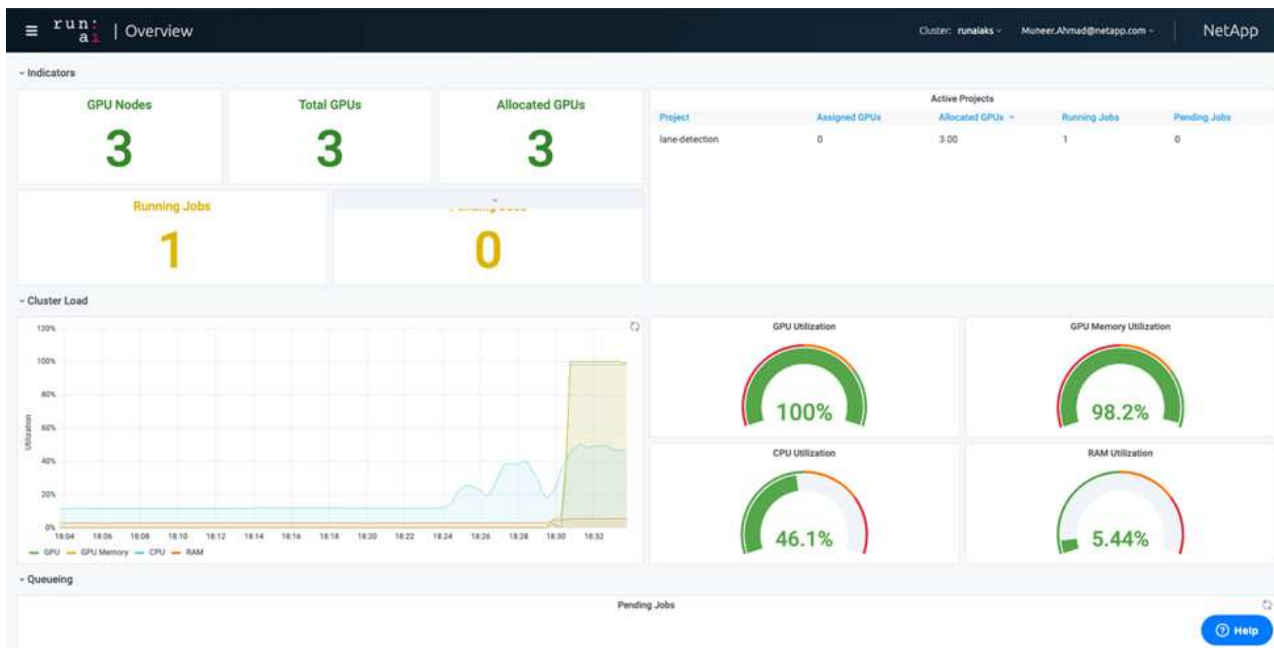 run: ai | Overview
Cluster: runaiaks
Muneer.Ahmad@netapp.com
NetApp
Indicators
GPU Nodes
3
Total GPUs
3
Allocated GPUs
3
Active Projects
Project Assigned GPUs Allocated GPUs Running Jobs Pending Jobs
lane-detection 0 3.00 1 0
Running Jobs
1
0
Cluster Load
120%
100%
80%
60%
40%
20%
0%
Utilization
18:04 18:06 18:08 18:10 18:12 18:14 18:16 18:18 18:20 18:22 18:24 18:26 18:28 18:30 18:32
GPU GPU Memory CPU RAM
GPU Utilization
100%
GPU Memory Utilization
98.2%
CPU Utilization
46.1%
RAM Utilization
5.44%
Queueing
Pending Jobs
? Help